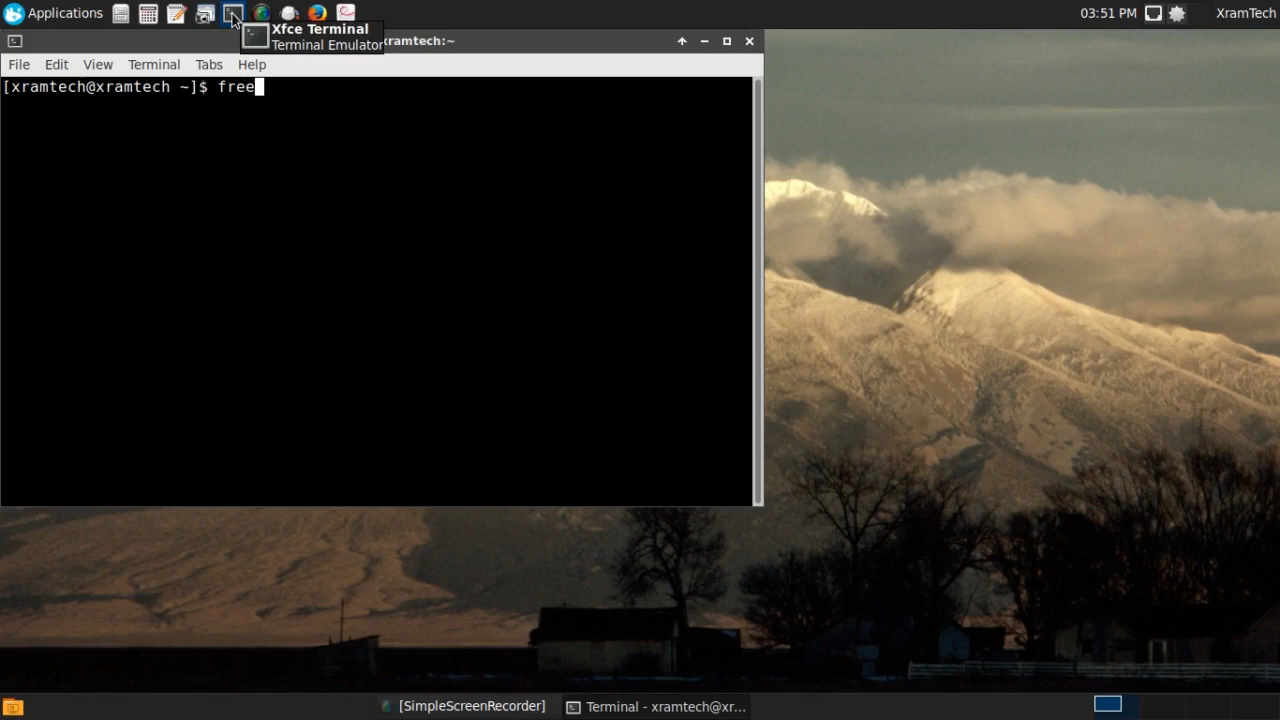 Applications
03:51 PM
XramTech
Xfce Terminal
Terminal Emulator
xramtech:~
File Edit View Terminal Tabs Help
[xramtech@xramtech ~]$ free
[SimpleScreenRecorder]
Terminal - xramtech@xr...